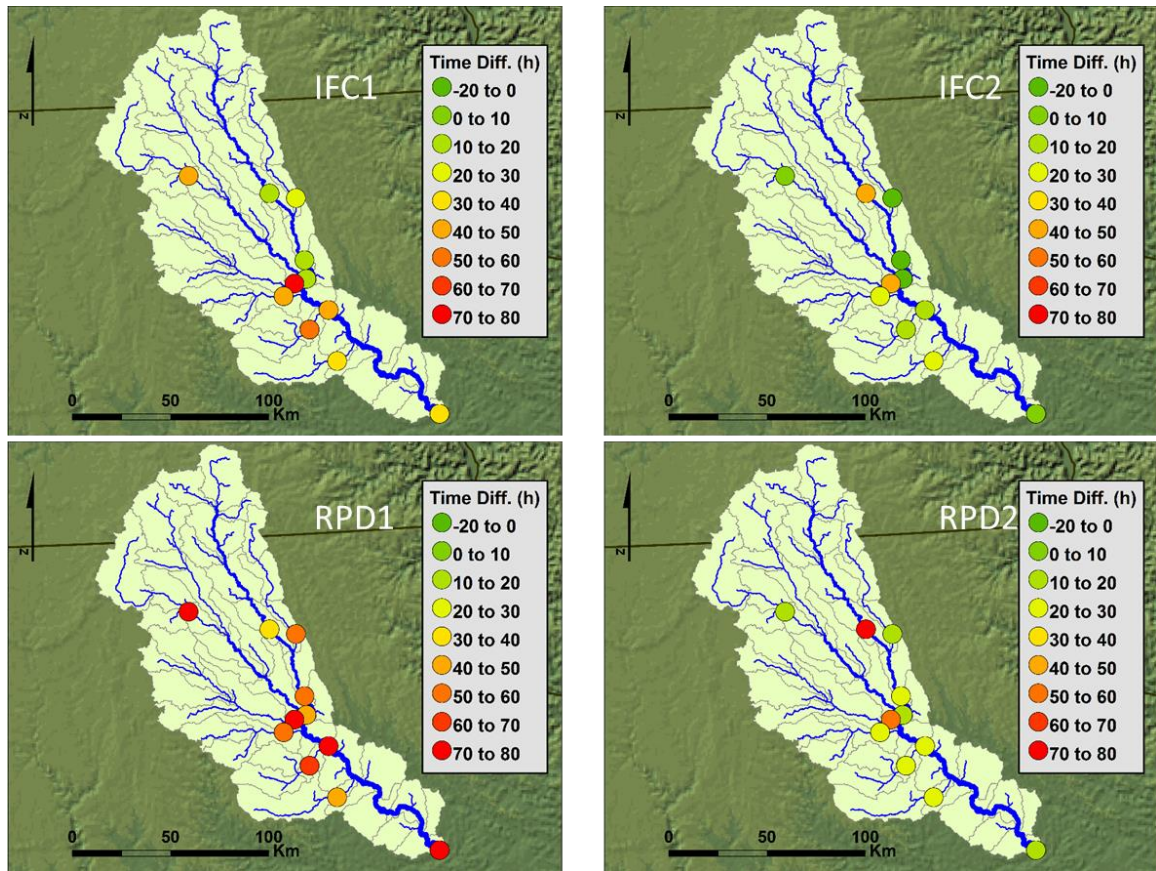 IFC1
Time Diff. (h)
-20 to 0
0 to 10
10 to 20
20 to 30
30 to 40
40 to 50
50 to 60
60 to 70
70 to 80
Z
0 50 100
Km
IFC2
Time Diff. (h)
-20 to 0
0 to 10
10 to 20
20 to 30
30 to 40
40 to 50
50 to 60
60 to 70
70 to 80
Z
0 50 100
Km
RPD1
Time Diff. (h)
-20 to 0
0 to 10
10 to 20
20 to 30
30 to 40
40 to 50
50 to 60
60 to 70
70 to 80
Z
0 50 100
Km
RPD2
Time Diff. (h)
-20 to 0
0 to 10
10 to 20
20 to 30
30 to 40
40 to 50
50 to 60
60 to 70
70 to 80
Z
0 50 100
Km